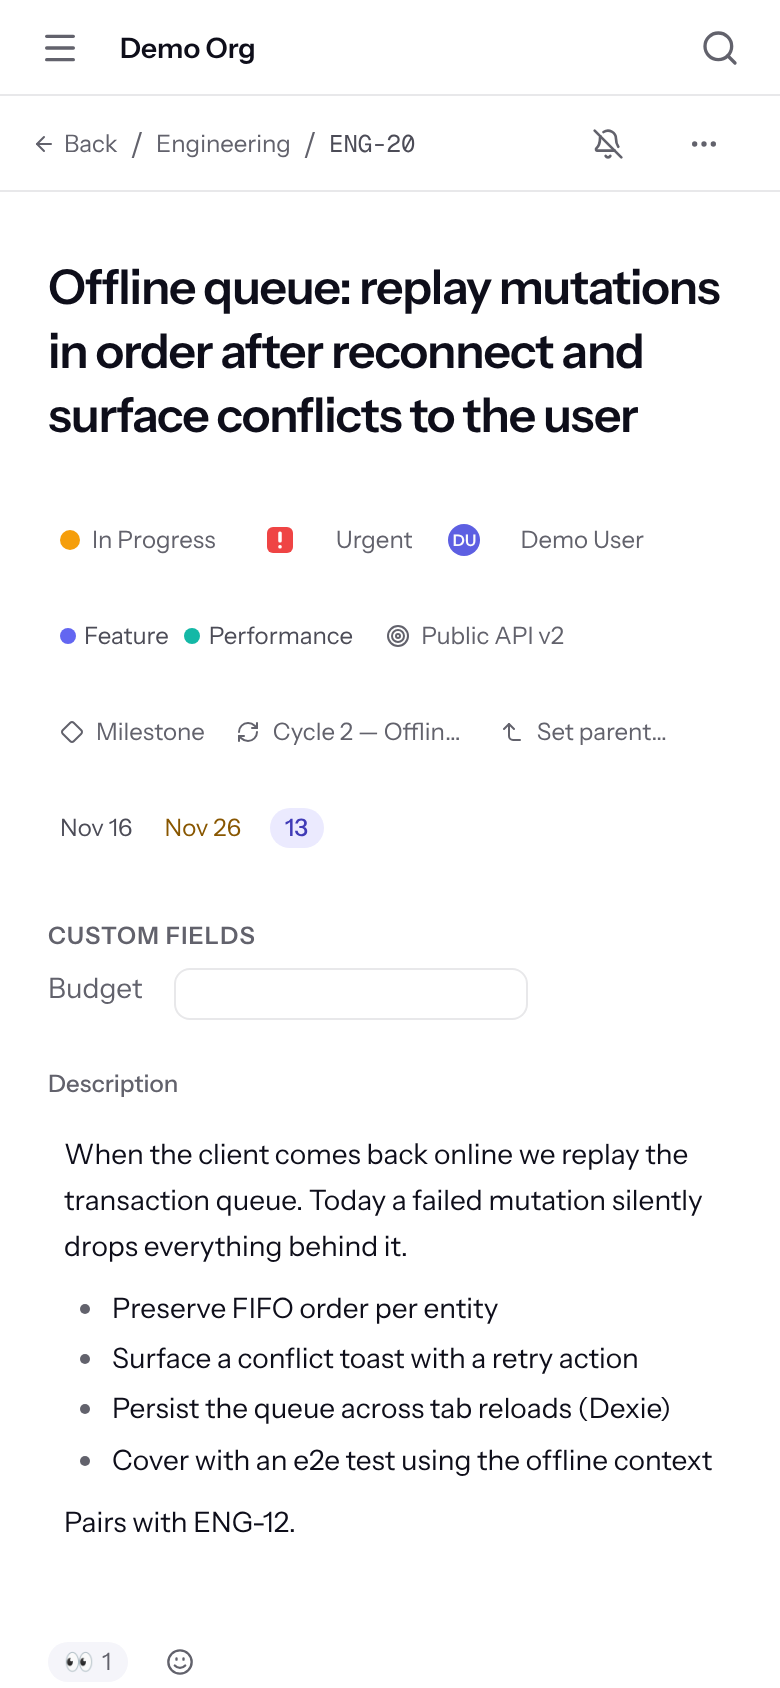 Demo Org
Back / Engineering / ENG-20
Offline queue: replay mutations
in order after reconnect and
surface conflicts to the user
In Progress ! Urgent DU Demo User
Feature Performance Public API v2
Milestone Cycle 2 — Offlin... Set parent...
Nov 16 Nov 26 13
CUSTOM FIELDS
Budget
Description
When the client comes back online we replay the
transaction queue. Today a failed mutation silently
drops everything behind it.
Preserve FIFO order per entity
Surface a conflict toast with a retry action
Persist the queue across tab reloads (Dexie)
Cover with an e2e test using the offline context
Pairs with ENG-12.
👀 1